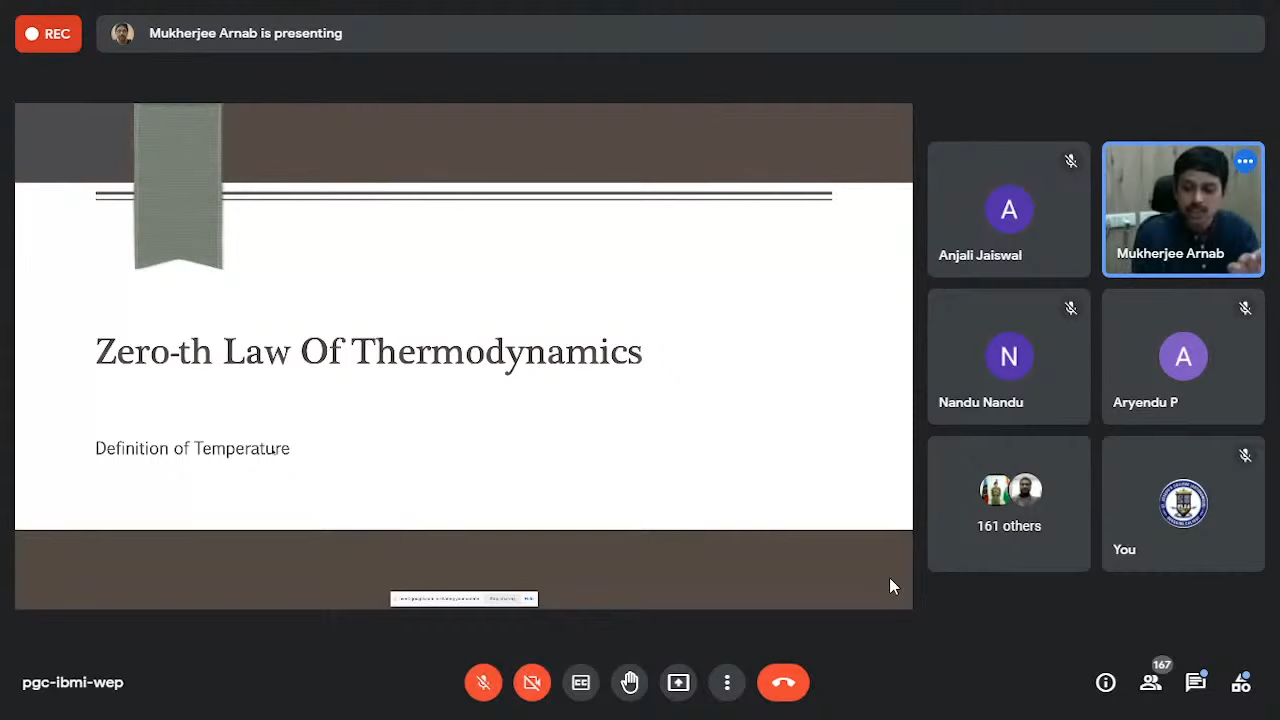 REC
Mukherjee Arnab is presenting
Zero-th Law Of Thermodynamics
Definition of Temperature
A
Anjali Jaiswal
Mukherjee Arnab
N
Nandu Nandu
A
Aryendu P
161 others
You
pgc-ibmi-wep
CC
167